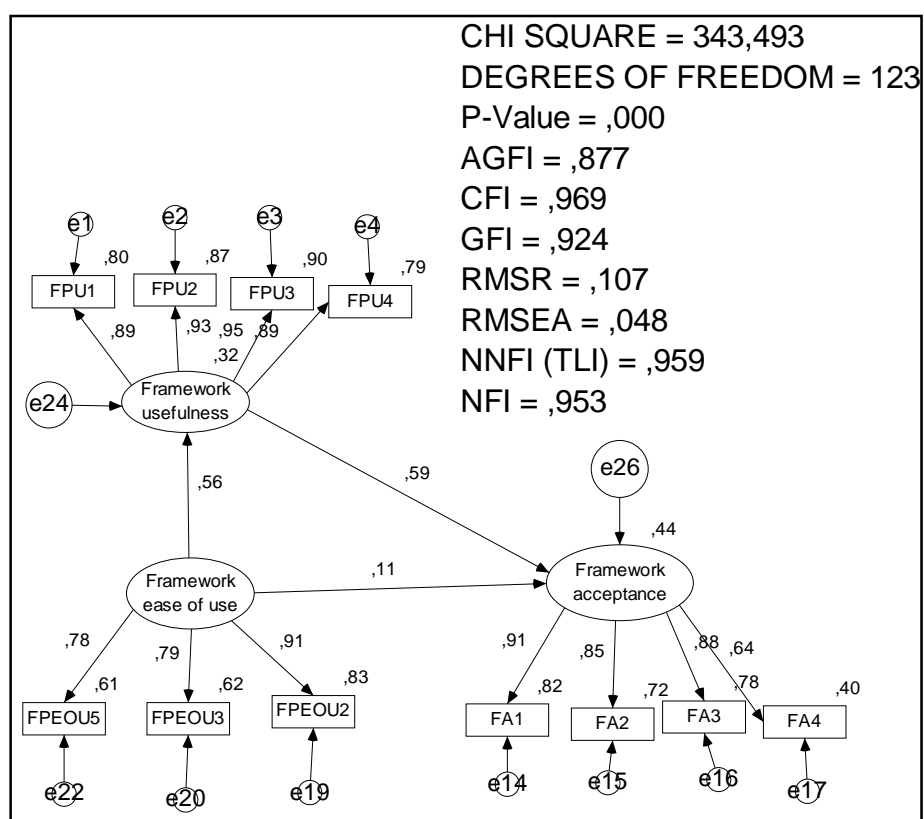 CHI SQUARE = 343,493
DEGREES OF FREEDOM = 123
P-Value = ,000
AGFI = ,877
CFI = ,969
GFI = ,924
RMSR = ,107
RMSEA = ,048
NNFI (TLI) = ,959
NFI = ,953
e1
e2
e3
e4
,80
,87
,90
,79
FPU1
FPU2
FPU3
FPU4
,89
,93
,95
,89
,32
e24
Framework
usefulness
,56
,59
e26
,44
Framework
ease of use
,11
Framework
acceptance
,78
,79
,91
,91
,85
,88
,64
,61
,62
,83
,82
,72
,78
,40
FPEOU5
FPEOU3
FPEOU2
FA1
FA2
FA3
FA4
e22
e20
e19
e14
e15
e16
e17